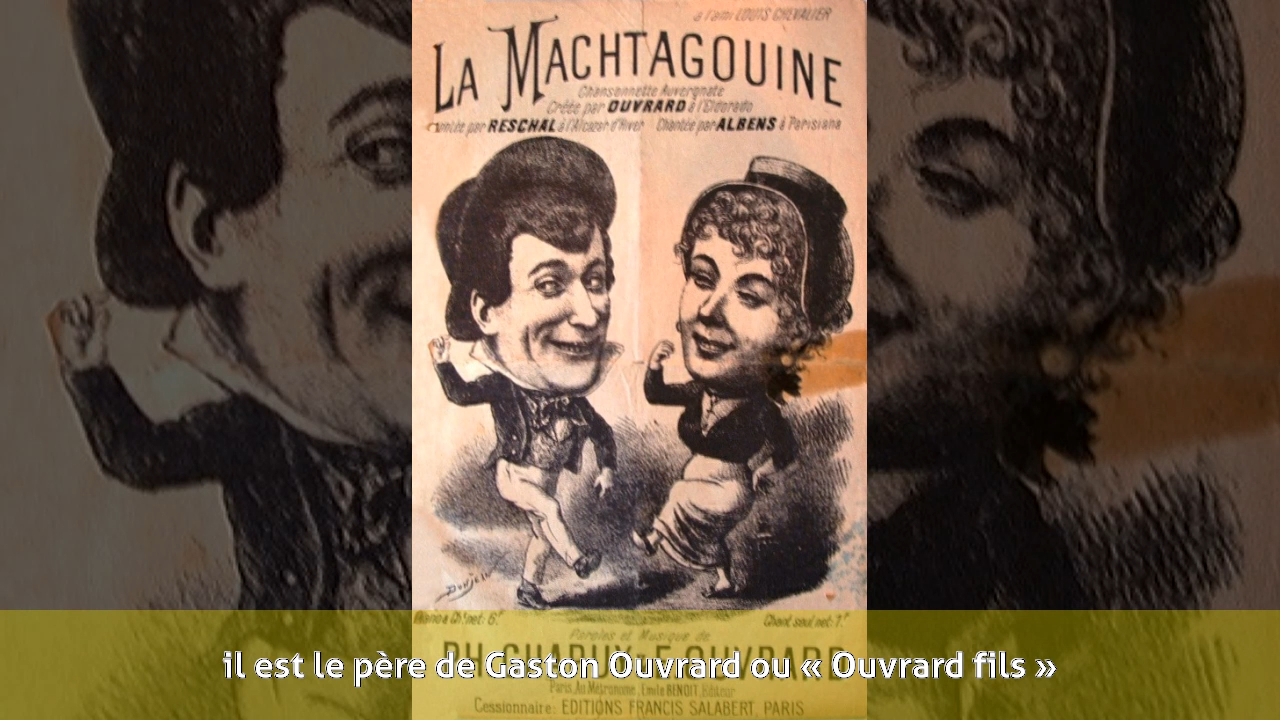 à l'ami LOUIS CHEVALIER
LA MACHTAGOUINE
Chansonnette Auvergnate
Créée par OUVRARD à l'Eldorado
Chantée par RESCHAL à l'Alcazar d'Hiver Chantée par ALBENS à Parisiana
DONJEAN
Piano & Ch! net: 6f Chant seul net: 1f
Paroles et Musique de
il est le père de Gaston Ouvrard ou « Ouvrard fils »
Paris, Au Métronome, Emile BENOIT, Editeur
Cessionnaire: EDITIONS FRANCIS SALABERT, PARIS